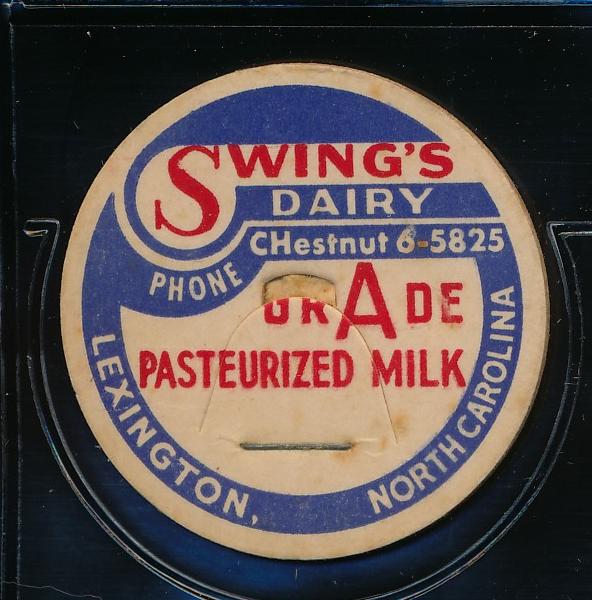 SWING'S
DAIRY
CHestnut 6-5825
PHONE
GRADE
PASTEURIZED MILK
LEXINGTON,
NORTH CAROLINA